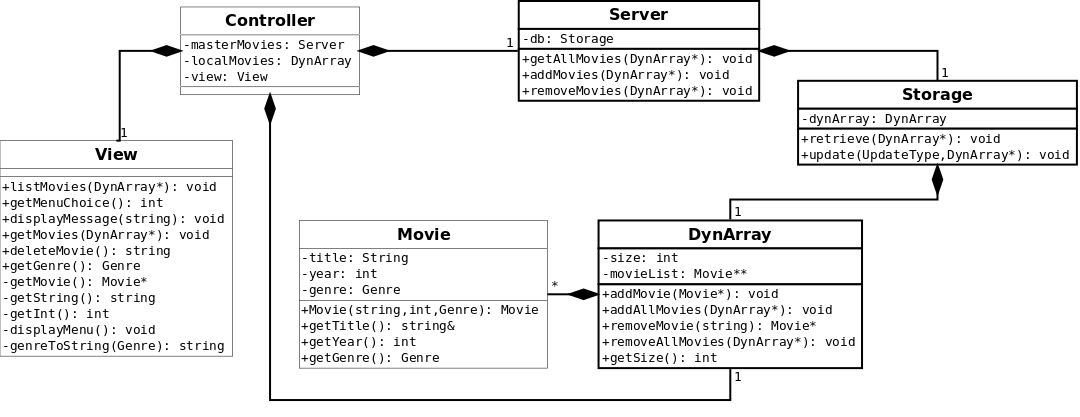 Controller
-masterMovies: Server
-localMovies: DynArray
-view: View
1
Server
-db: Storage
+getAllMovies(DynArray*): void
+addMovies(DynArray*): void
+removeMovies(DynArray*): void
1
Storage
-dynArray: DynArray
+retrieve(DynArray*): void
+update(UpdateType,DynArray*): void
1
View
+listMovies(DynArray*): void
+getMenuChoice(): int
+displayMessage(string): void
+getMovies(DynArray*): void
+deleteMovie(): string
+getGenre(): Genre
-getMovie(): Movie*
-getString(): string
-getInt(): int
-displayMenu(): void
-genreToString(Genre): string
Movie
-title: String
-year: int
-genre: Genre
+Movie(string,int,Genre): Movie
+getTitle(): string&
+getYear(): int
+getGenre(): Genre
*
1
DynArray
-size: int
-movieList: Movie**
+addMovie(Movie*): void
+addAllMovies(DynArray*): void
+removeMovie(string): Movie*
+removeAllMovies(DynArray*): void
+getSize(): int
1